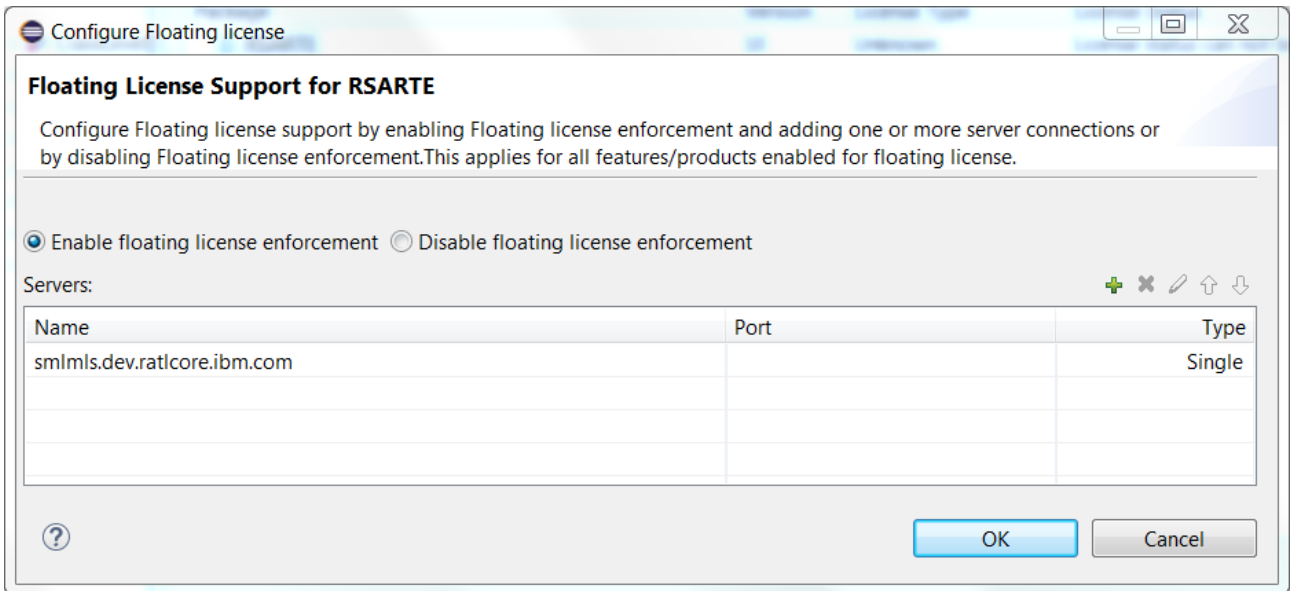 Configure Floating license
Floating License Support for RSARTE
Configure Floating license support by enabling Floating license enforcement and adding one or more server connections or
by disabling Floating license enforcement.This applies for all features/products enabled for floating license.
Enable floating license enforcement Disable floating license enforcement
Servers:
Name Port Type
smlmls.dev.ratlcore.ibm.com Single
OK Cancel